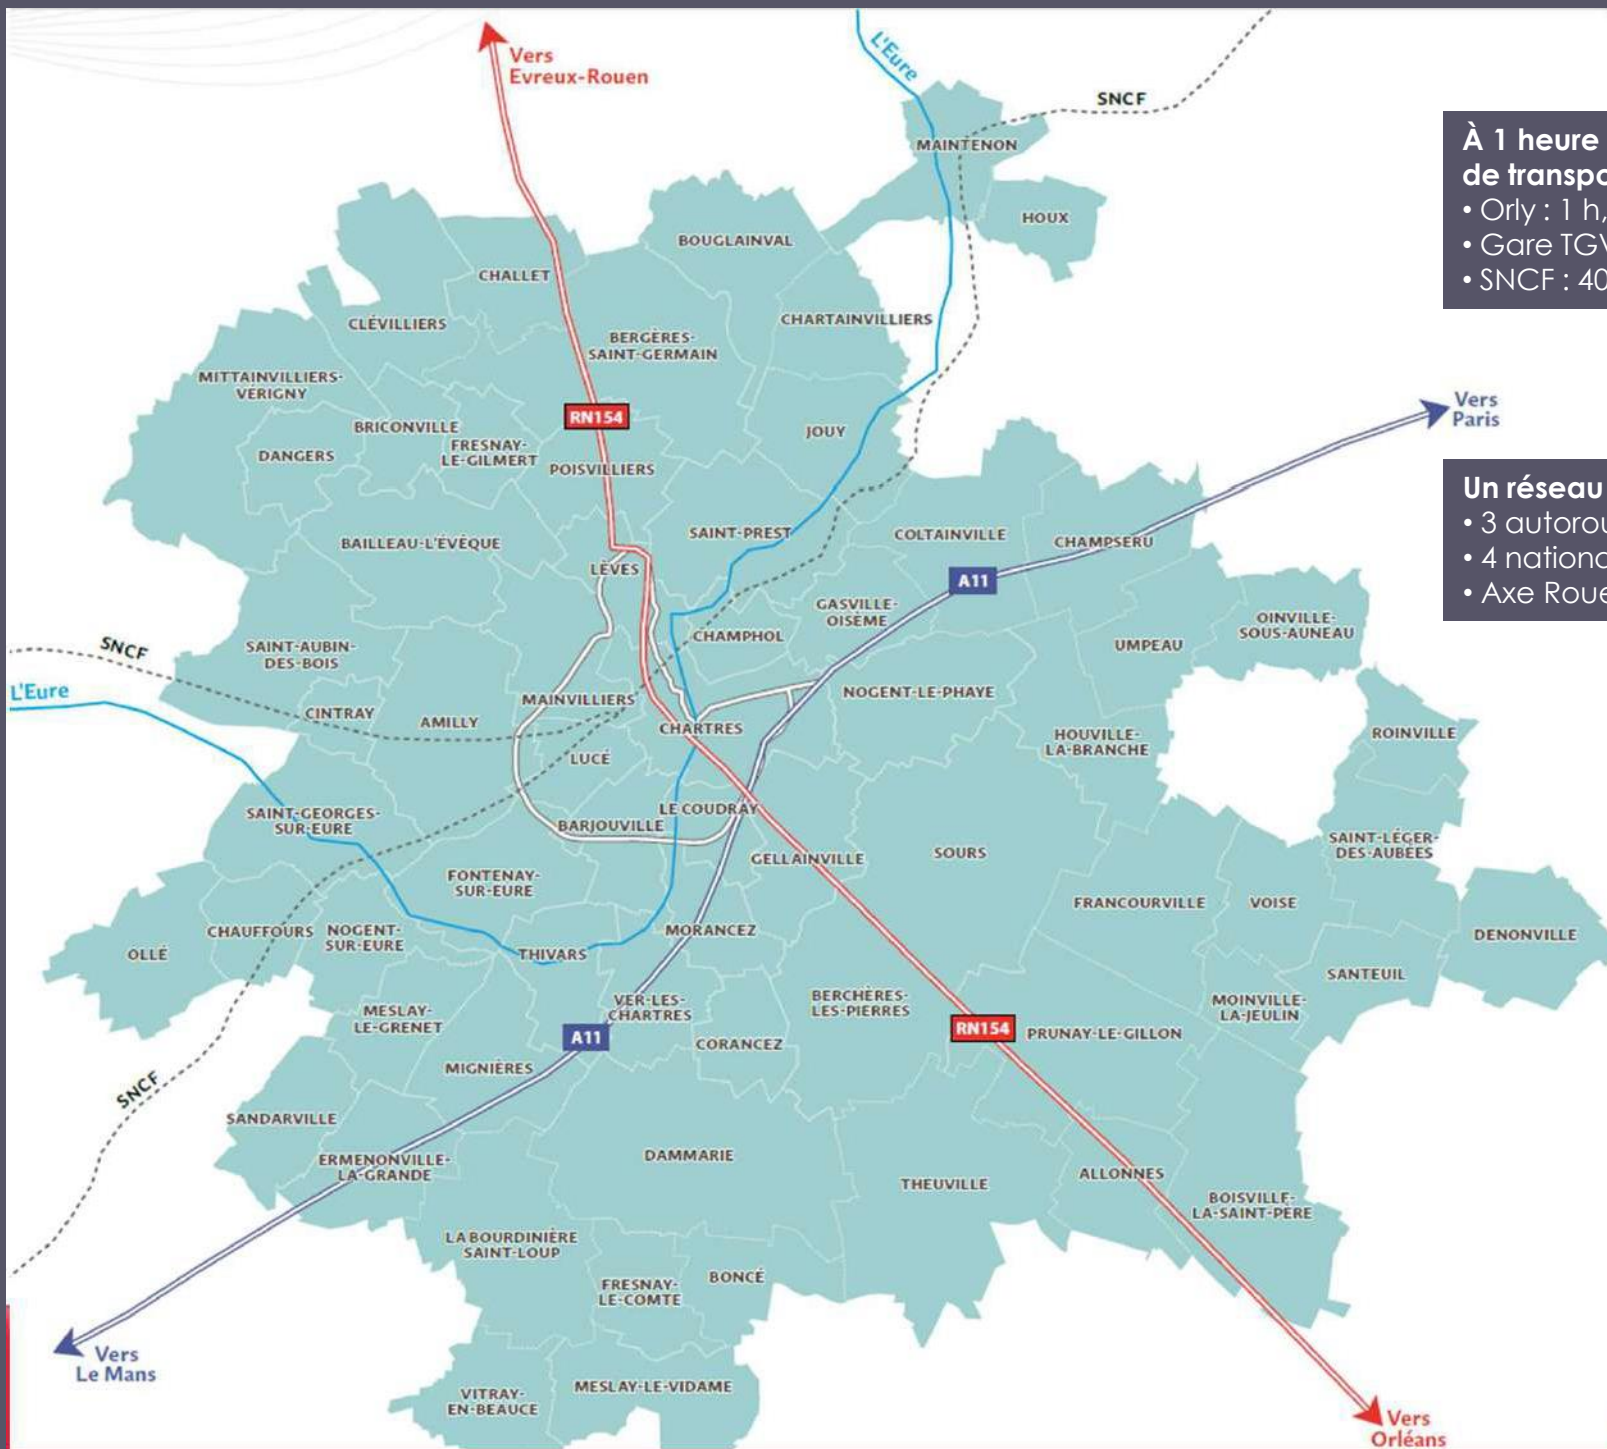 Vers
Evreux-Rouen
L'Eure
SNCF
MAINTENON
HOUX
À 1 heure
de transpo
• Orly : 1 h,
• Gare TGV
• SNCF : 40
BOUGLAINVAL
CHALLET
CLÉVILLIERS
CHARTAINVILLIERS
BERGÈRES-
SAINT-GERMAIN
MITTAINVILLIERS-
VÉRIGNY
RN154
Vers
Paris
BRICONVILLE
DANGERS
FRESNAY-
LE-GILMERT
POISVILLIERS
JOUY
Un réseau
• 3 autorou
• 4 nationa
• Axe Roue
BAILLEAU-L'ÉVÊQUE
SAINT-PREST
COLTAINVILLE
CHAMPSERU
LÈVES
A11
GASVILLE-
OISÈME
OINVILLE-
SOUS-AUNEAU
SNCF
SAINT-AUBIN-
DES-BOIS
CHAMPHOL
UMPEAU
L'Eure
CINTRAY
AMILLY
MAINVILLIERS
NOGENT-LE-PHAYE
CHARTRES
HOUVILLE-
LA-BRANCHE
ROINVILLE
LUCÉ
SAINT-GEORGES-
SUR-EURE
BARJOUVILLE
LE COUDRAY
GELLAINVILLE
SOURS
SAINT-LÉGER-
DES-AUBÉES
FONTENAY-
SUR-EURE
FRANCOURVILLE
VOISE
OLLÉ
CHAUFFOURS
NOGENT-
SUR-EURE
THIVARS
MORANCEZ
DENONVILLE
SANTEUIL
MESLAY-
LE-GRENET
VER-LES-
CHARTRES
BERCHÈRES-
LES-PIERRES
MOINVILLE-
LA-JEULIN
A11
CORANCEZ
RN154
PRUNAY-LE-GILLON
MIGNIÈRES
SNCF
SANDARVILLE
ERMENONVILLE-
LA-GRANDE
DAMMARIE
THEUVILLE
ALLONNES
BOISVILLE-
LA-SAINT-PÈRE
LA BOURDINIÈRE
SAINT-LOUP
FRESNAY-
LE-COMTE
BONCÉ
Vers
Le Mans
VITRAY-
EN-BEAUCE
MESLAY-LE-VIDAME
Vers
Orléans